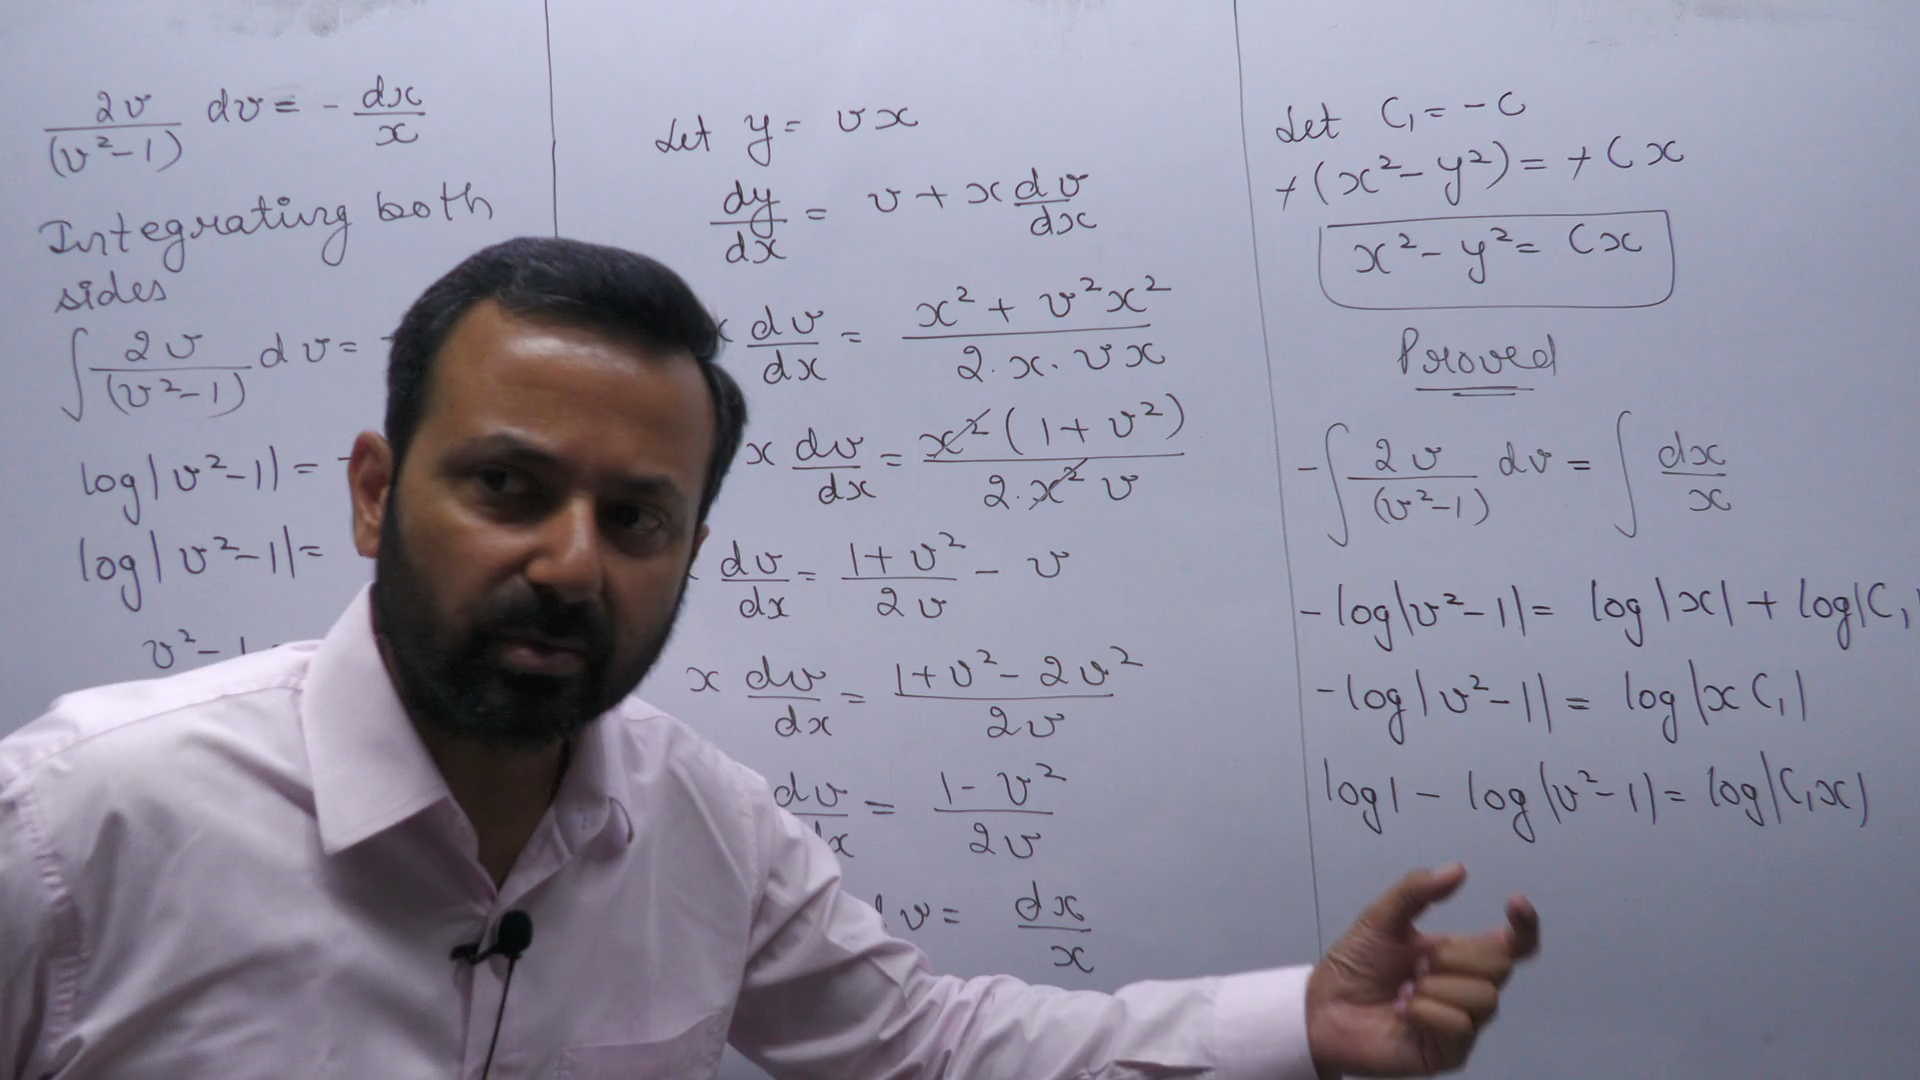 2v/(v²-1) dv = - dx/x
Integrating both
sides
∫ 2v/(v²-1) dv = -
log|v²-1| = -
log|v²-1| =
v²-1
Let y = vx
dy/dx = v + x dv/dx
dv/dx = (x² + v²x²)/(2.x.vx)
x dv/dx = x²(1+v²)/(2.x²v)
dv/dx = (1+v²)/2v - v
x dv/dx = (1+v²-2v²)/2v
dv/dx = (1-v²)/2v
v = dx/x
Let C₁ = -C
+(x²-y²) = +Cx
x²-y² = Cx
Proved
-∫ 2v/(v²-1) dv = ∫ dx/x
-log|v²-1| = log|x| + log|C₁
-log|v²-1| = log|xC₁|
log1 - log|v²-1| = log|C₁x|